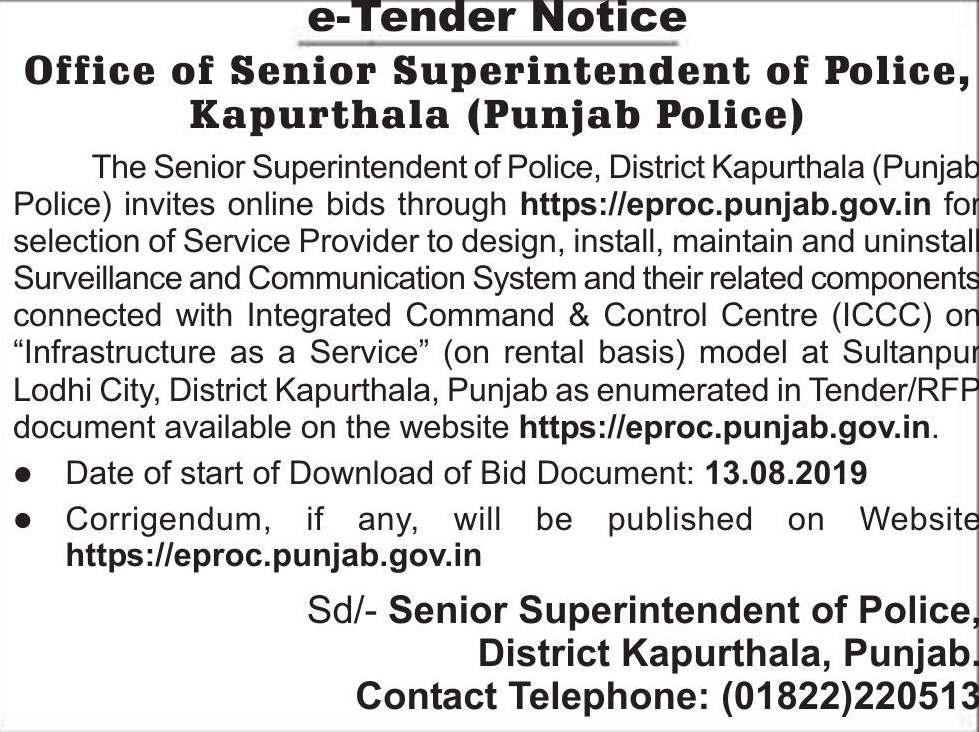 e-Tender Notice
Office of Senior Superintendent of Police,
Kapurthala (Punjab Police)
The Senior Superintendent of Police, District Kapurthala (Punjab
Police) invites online bids through https://eproc.punjab.gov.in for
selection of Service Provider to design, install, maintain and uninstall
Surveillance and Communication System and their related components
connected with Integrated Command & Control Centre (ICCC) on
“Infrastructure as a Service” (on rental basis) model at Sultanpur
Lodhi City, District Kapurthala, Punjab as enumerated in Tender/RFP
document available on the website https://eproc.punjab.gov.in.
● Date of start of Download of Bid Document: 13.08.2019
● Corrigendum, if any, will be published on Website
https://eproc.punjab.gov.in
Sd/- Senior Superintendent of Police,
District Kapurthala, Punjab.
Contact Telephone: (01822)220513